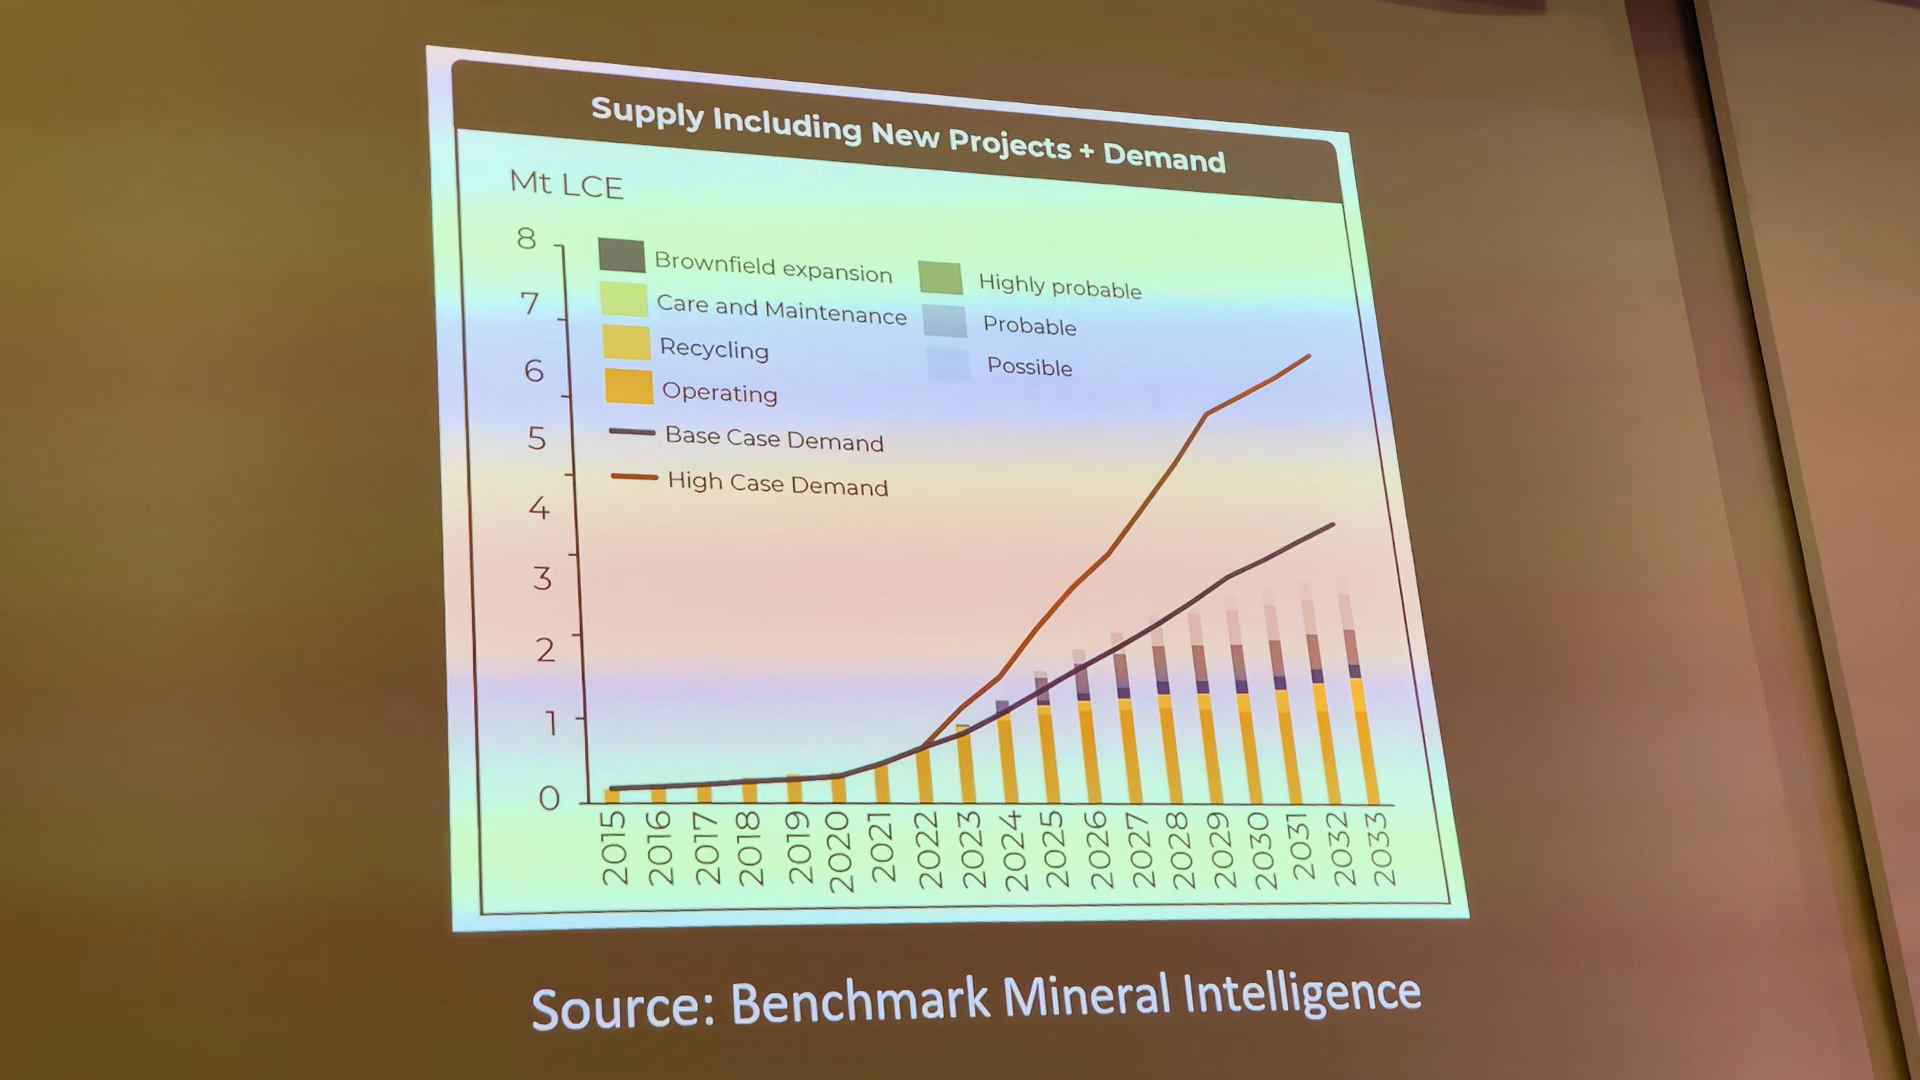 Supply Including New Projects + Demand
Mt LCE
8
7
6
5
4
3
2
1
0
Brownfield expansion
Care and Maintenance
Recycling
Operating
Base Case Demand
High Case Demand
Highly probable
Probable
Possible
2015 2016 2017 2018 2019 2020 2021 2022 2023 2024 2025 2026 2027 2028 2029 2030 2031 2032 2033
Source: Benchmark Mineral Intelligence